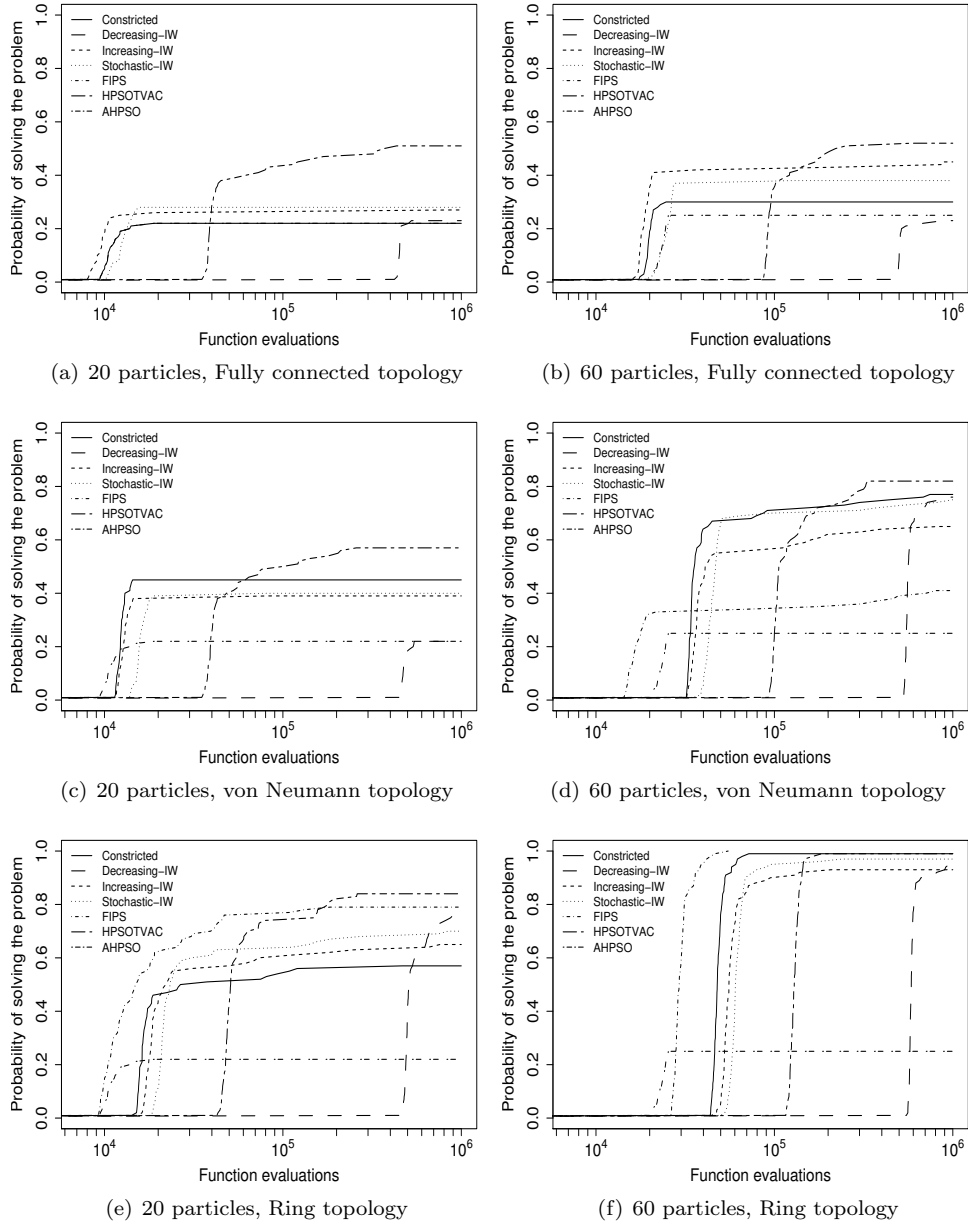 Probability of solving the problem
0.0 0.2 0.4 0.6 0.8 1.0
Constricted
Decreasing−IW
Increasing−IW
Stochastic−IW
FIPS
HPSOTVAC
AHPSO
10^4 10^5 10^6
Function evaluations
(a) 20 particles, Fully connected topology
Probability of solving the problem
0.0 0.2 0.4 0.6 0.8 1.0
Constricted
Decreasing−IW
Increasing−IW
Stochastic−IW
FIPS
HPSOTVAC
AHPSO
10^4 10^5 10^6
Function evaluations
(b) 60 particles, Fully connected topology
Probability of solving the problem
0.0 0.2 0.4 0.6 0.8 1.0
Constricted
Decreasing−IW
Increasing−IW
Stochastic−IW
FIPS
HPSOTVAC
AHPSO
10^4 10^5 10^6
Function evaluations
(c) 20 particles, von Neumann topology
Probability of solving the problem
0.0 0.2 0.4 0.6 0.8 1.0
Constricted
Decreasing−IW
Increasing−IW
Stochastic−IW
FIPS
HPSOTVAC
AHPSO
10^4 10^5 10^6
Function evaluations
(d) 60 particles, von Neumann topology
Probability of solving the problem
0.0 0.2 0.4 0.6 0.8 1.0
Constricted
Decreasing−IW
Increasing−IW
Stochastic−IW
FIPS
HPSOTVAC
AHPSO
10^4 10^5 10^6
Function evaluations
(e) 20 particles, Ring topology
Probability of solving the problem
0.0 0.2 0.4 0.6 0.8 1.0
Constricted
Decreasing−IW
Increasing−IW
Stochastic−IW
FIPS
HPSOTVAC
AHPSO
10^4 10^5 10^6
Function evaluations
(f) 60 particles, Ring topology